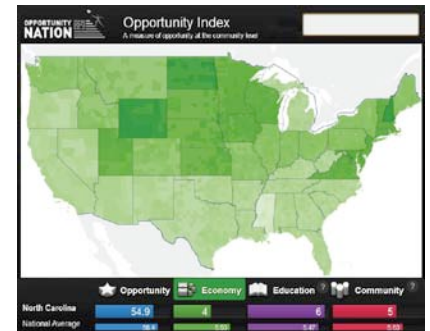 OPPORTUNITY
NATION
Opportunity Index
A measure of opportunity at the community level
Opportunity Economy Education ? Community ?
North Carolina 54.9 4 6 5
National Average